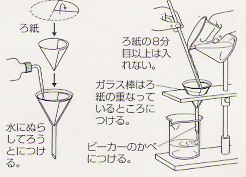 ろ紙
水にぬら
してろう
とにつけ
る。
ろ紙の8分
目以上は入
れない。
ガラス棒はろ
紙の重なって
いるところに
つける。
ビーカーのかべ
につける。